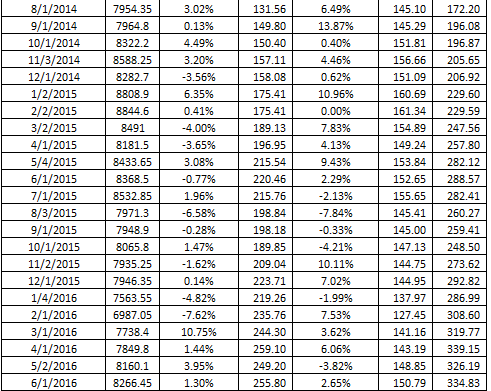 8/1/2014 7954.35 3.02% 131.56 6.49% 145.10 172.20
9/1/2014 7964.8 0.13% 149.80 13.87% 145.29 196.08
10/1/2014 8322.2 4.49% 150.40 0.40% 151.81 196.87
11/3/2014 8588.25 3.20% 157.11 4.46% 156.66 205.65
12/1/2014 8282.7 -3.56% 158.08 0.62% 151.09 206.92
1/2/2015 8808.9 6.35% 175.41 10.96% 160.69 229.60
2/2/2015 8844.6 0.41% 175.41 0.00% 161.34 229.59
3/2/2015 8491 -4.00% 189.13 7.83% 154.89 247.56
4/1/2015 8181.5 -3.65% 196.95 4.13% 149.24 257.80
5/4/2015 8433.65 3.08% 215.54 9.43% 153.84 282.12
6/1/2015 8368.5 -0.77% 220.46 2.29% 152.65 288.57
7/1/2015 8532.85 1.96% 215.76 -2.13% 155.65 282.41
8/3/2015 7971.3 -6.58% 198.84 -7.84% 145.41 260.27
9/1/2015 7948.9 -0.28% 198.18 -0.33% 145.00 259.41
10/1/2015 8065.8 1.47% 189.85 -4.21% 147.13 248.50
11/2/2015 7935.25 -1.62% 209.04 10.11% 144.75 273.62
12/1/2015 7946.35 0.14% 223.71 7.02% 144.95 292.82
1/4/2016 7563.55 -4.82% 219.26 -1.99% 137.97 286.99
2/1/2016 6987.05 -7.62% 235.76 7.53% 127.45 308.60
3/1/2016 7738.4 10.75% 244.30 3.62% 141.16 319.77
4/1/2016 7849.8 1.44% 259.10 6.06% 143.19 339.15
5/2/2016 8160.1 3.95% 249.20 -3.82% 148.85 326.19
6/1/2016 8266.45 1.30% 255.80 2.65% 150.79 334.83